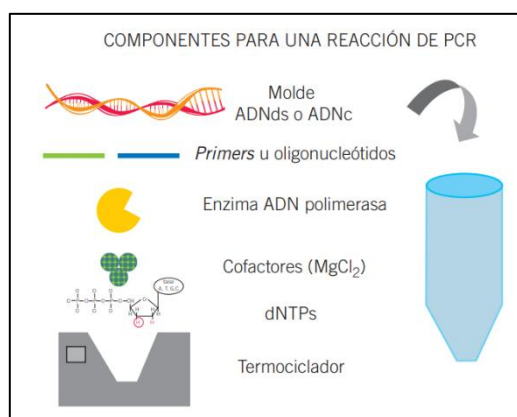 COMPONENTES PARA UNA REACCIÓN DE PCR
Molde
ADNds o ADNc
Primers u oligonucleótidos
Enzima ADN polimerasa
Cofactores (MgCl₂)
dNTPs
Termociclador